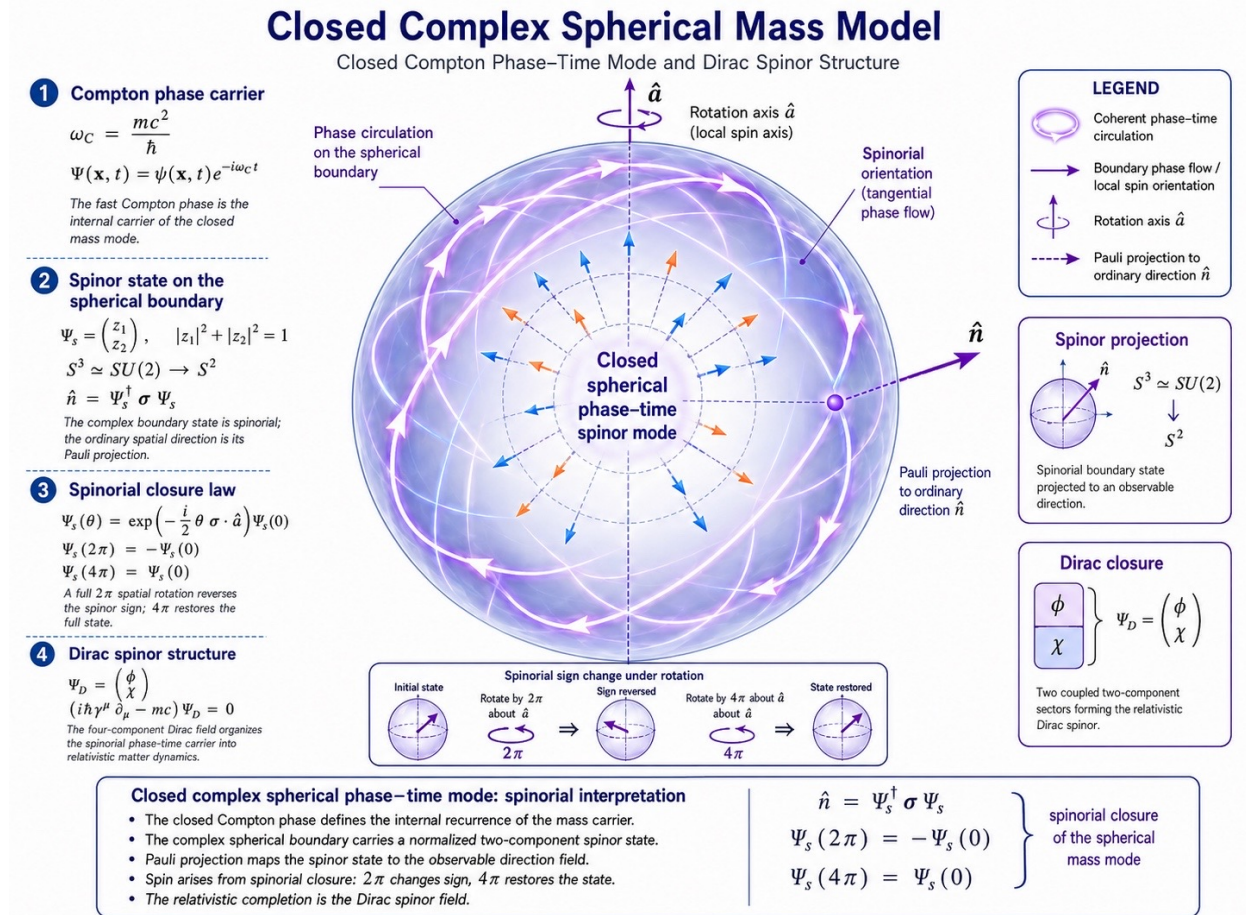 Closed Complex Spherical Mass Model
Closed Compton Phase–Time Mode and Dirac Spinor Structure
1 Compton phase carrier
ω_C = mc²/ħ
Ψ(x, t) = ψ(x, t)e^{−iω_C t}
The fast Compton phase is the
internal carrier of the closed
mass mode.
2 Spinor state on the
spherical boundary
Ψ_s = (z₁ z₂), |z₁|² + |z₂|² = 1
S³ ≃ SU(2) → S²
n̂ = Ψ_s† σ Ψ_s
The complex boundary state is spinorial;
the ordinary spatial direction is its
Pauli projection.
3 Spinorial closure law
Ψ_s(θ) = exp(−i/2 θ σ · â)Ψ_s(0)
Ψ_s(2π) = −Ψ_s(0)
Ψ_s(4π) = Ψ_s(0)
A full 2π spatial rotation reverses
the spinor sign; 4π restores the
full state.
4 Dirac spinor structure
Ψ_D = (φ χ)
(iħγ^μ ∂_μ − mc) Ψ_D = 0
The four-component Dirac field organizes
the spinorial phase-time carrier into
relativistic matter dynamics.
Phase circulation
on the spherical
boundary
â
Rotation axis â
(local spin axis)
Spinorial
orientation
(tangential
phase flow)
Closed
spherical
phase–time
spinor mode
n̂
Pauli projection
to ordinary
direction n̂
LEGEND
Coherent phase–time
circulation
Boundary phase flow /
local spin orientation
Rotation axis â
Pauli projection to
ordinary direction n̂
Spinor projection
n̂
S³ ≃ SU(2)
↓
S²
Spinorial boundary state
projected to an observable
direction.
Dirac closure
φ
χ
Ψ_D = (φ χ)
Two coupled two-component
sectors forming the relativistic
Dirac spinor.
Spinorial sign change under rotation
Initial state
Rotate by 2π
about â
2π
⇒
Sign reversed
Rotate by 4π about â
about â
4π
⇒
State restored
Closed complex spherical phase–time mode: spinorial interpretation
• The closed Compton phase defines the internal recurrence of the mass carrier.
• The complex spherical boundary carries a normalized two-component spinor state.
• Pauli projection maps the spinor state to the observable direction field.
• Spin arises from spinorial closure: 2π changes sign, 4π restores the state.
• The relativistic completion is the Dirac spinor field.
n̂ = Ψ_s† σ Ψ_s
Ψ_s(2π) = −Ψ_s(0)
Ψ_s(4π) = Ψ_s(0)
spinorial closure
of the spherical
mass mode